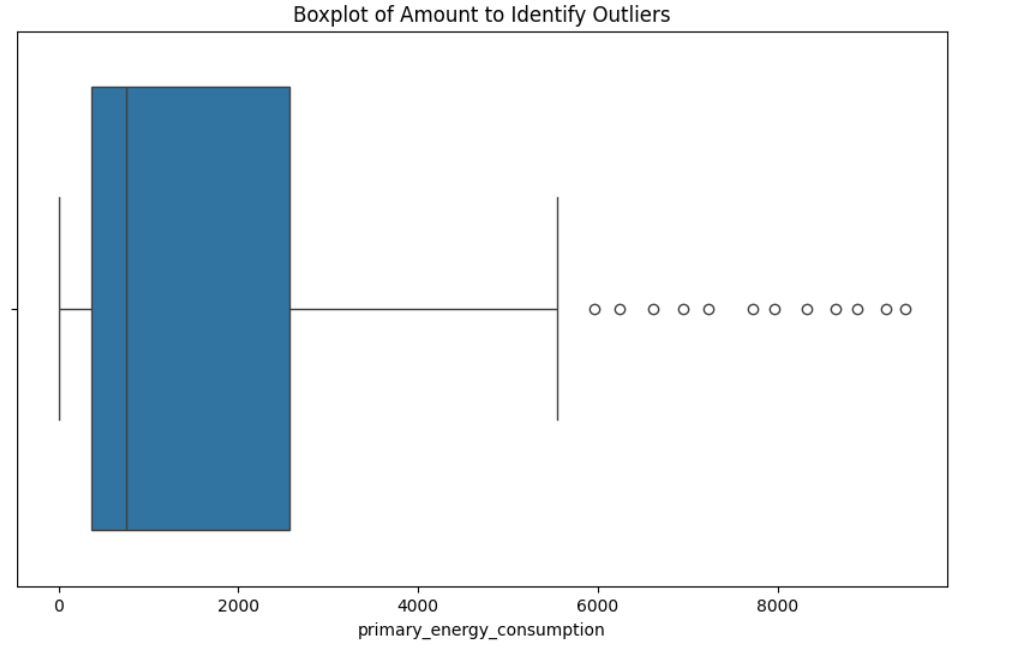 Boxplot of Amount to Identify Outliers
0 2000 4000 6000 8000
primary_energy_consumption